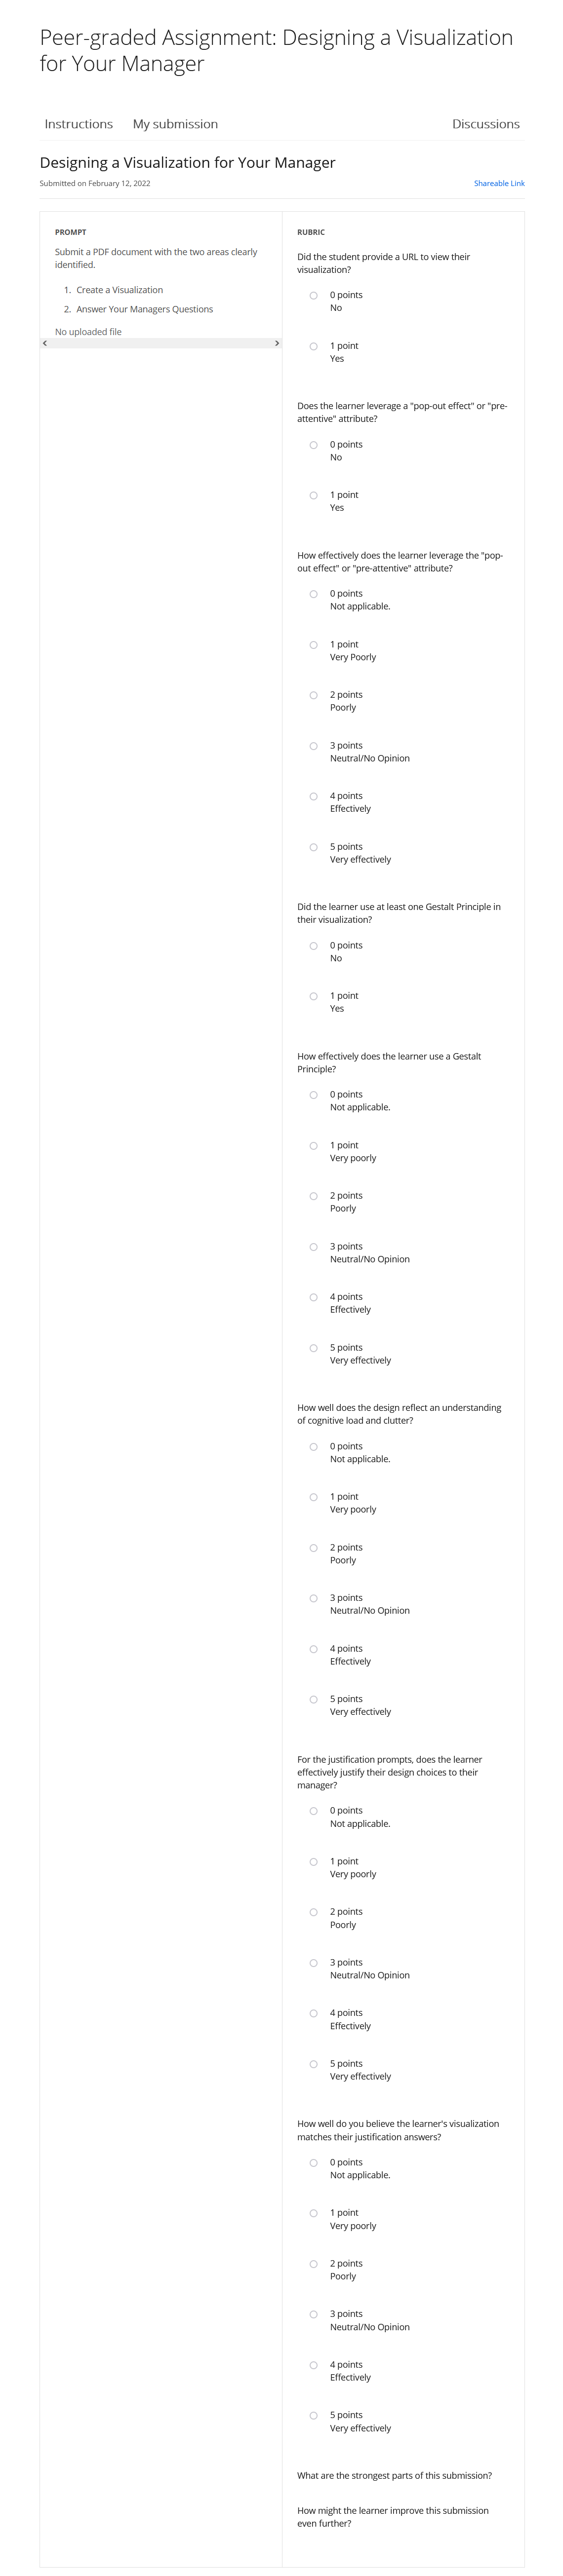 Peer-graded Assignment: Designing a Visualization
for Your Manager
Instructions
My submission
Discussions
Designing a Visualization for Your Manager
Submitted on February 12, 2022
Shareable Link
PROMPT
Submit a PDF document with the two areas clearly
identified.
1. Create a Visualization
2. Answer Your Managers Questions
No uploaded file
RUBRIC
Did the student provide a URL to view their
visualization?
0 points
No
1 point
Yes
Does the learner leverage a "pop-out effect" or "pre-
attentive" attribute?
0 points
No
1 point
Yes
How effectively does the learner leverage the "pop-
out effect" or "pre-attentive" attribute?
0 points
Not applicable.
1 point
Very Poorly
2 points
Poorly
3 points
Neutral/No Opinion
4 points
Effectively
5 points
Very effectively
Did the learner use at least one Gestalt Principle in
their visualization?
0 points
No
1 point
Yes
How effectively does the learner use a Gestalt
Principle?
0 points
Not applicable.
1 point
Very poorly
2 points
Poorly
3 points
Neutral/No Opinion
4 points
Effectively
5 points
Very effectively
How well does the design reflect an understanding
of cognitive load and clutter?
0 points
Not applicable.
1 point
Very poorly
2 points
Poorly
3 points
Neutral/No Opinion
4 points
Effectively
5 points
Very effectively
For the justification prompts, does the learner
effectively justify their design choices to their
manager?
0 points
Not applicable.
1 point
Very poorly
2 points
Poorly
3 points
Neutral/No Opinion
4 points
Effectively
5 points
Very effectively
How well do you believe the learner's visualization
matches their justification answers?
0 points
Not applicable.
1 point
Very poorly
2 points
Poorly
3 points
Neutral/No Opinion
4 points
Effectively
5 points
Very effectively
What are the strongest parts of this submission?
How might the learner improve this submission
even further?